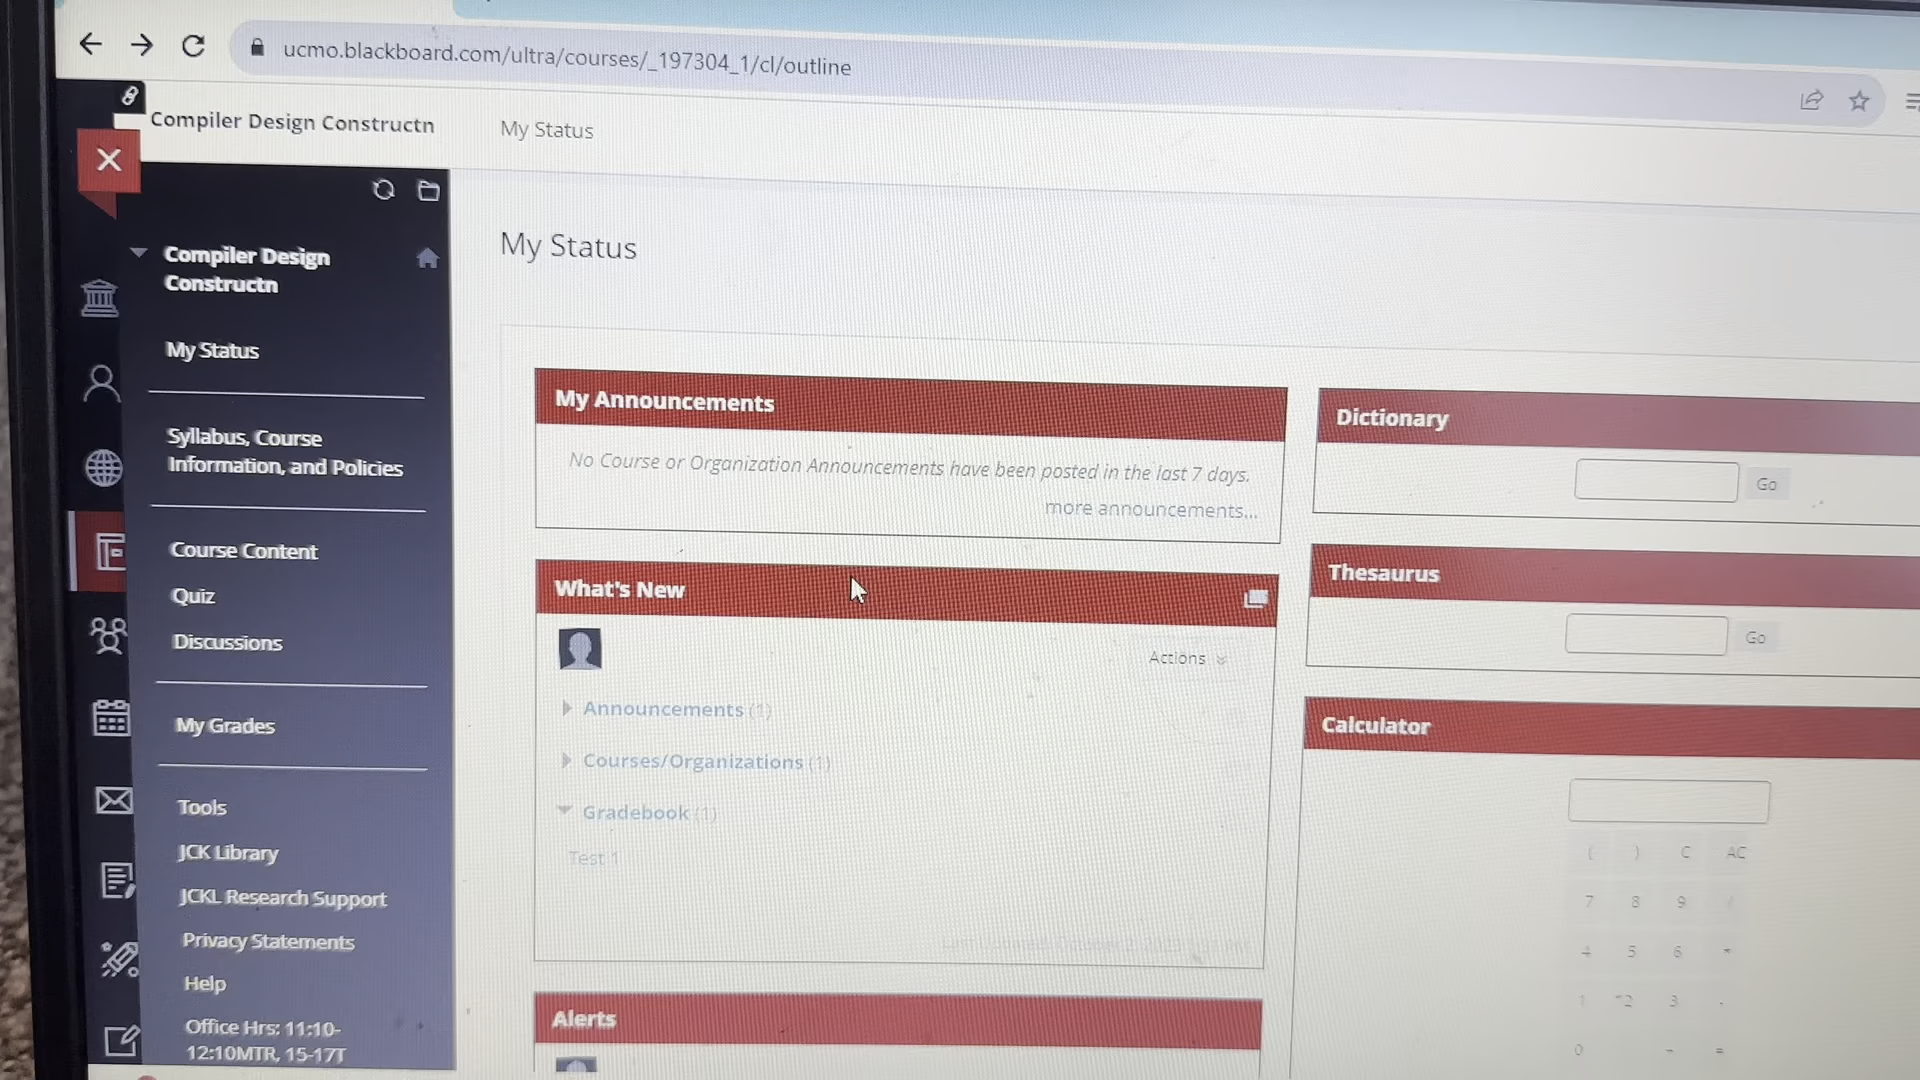 ucmo.blackboard.com/ultra/courses/_197304_1/cl/outline
Compiler Design Constructn
My Status
Compiler Design
Constructn
My Status
Syllabus, Course
Information, and Policies
Course Content
Quiz
Discussions
My Grades
Tools
JCK Library
JCKL Research Support
Privacy Statements
Help
Office Hrs: 11:10-
12:10MTR, 15-17T
My Status
My Announcements
No Course or Organization Announcements have been posted in the last 7 days.
more announcements...
What's New
Actions
Announcements (1)
Courses/Organizations (1)
Gradebook (1)
Test 1
Alerts
Dictionary
Go
Thesaurus
Go
Calculator
( ) C AC
7 8 9 /
4 5 6 *
1 2 3 -
0
=